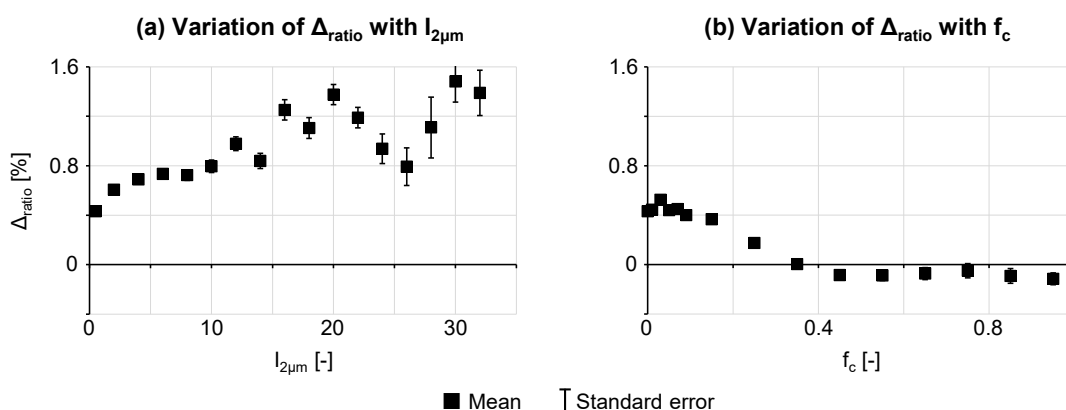 (a) Variation of Δratio with I2μm
(b) Variation of Δratio with fc
1.6
0.8
0
Δratio [%]
0
10
20
30
I2μm [-]
1.6
0.8
0
0
0.4
0.8
fc [-]
Mean
Standard error